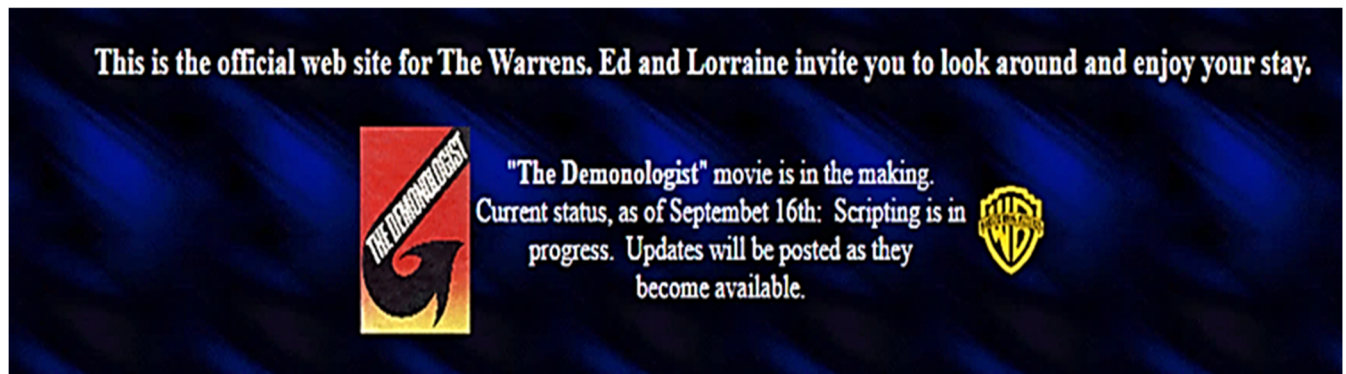 This is the official web site for The Warrens. Ed and Lorraine invite you to look around and enjoy your stay.
THE DEMONOLOGIST
"The Demonologist" movie is in the making.
Current status, as of Septembet 16th: Scripting is in
progress. Updates will be posted as they
become available.
WB